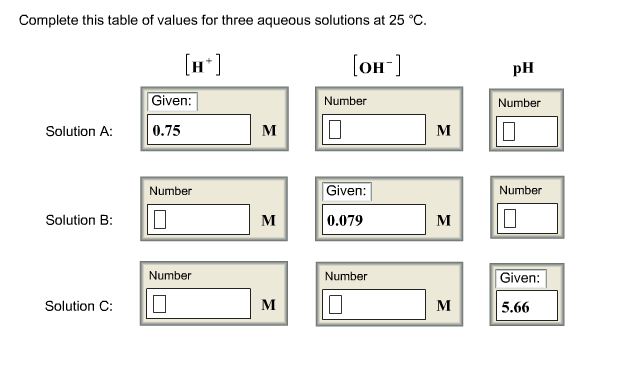 Complete this table of values for three aqueous solutions at 25 °C.
[H⁺] [OH⁻] pH
Given: Number Number
Solution A: 0.75 M M
Number Given: Number
Solution B: M 0.079 M
Number Number Given:
Solution C: M M 5.66